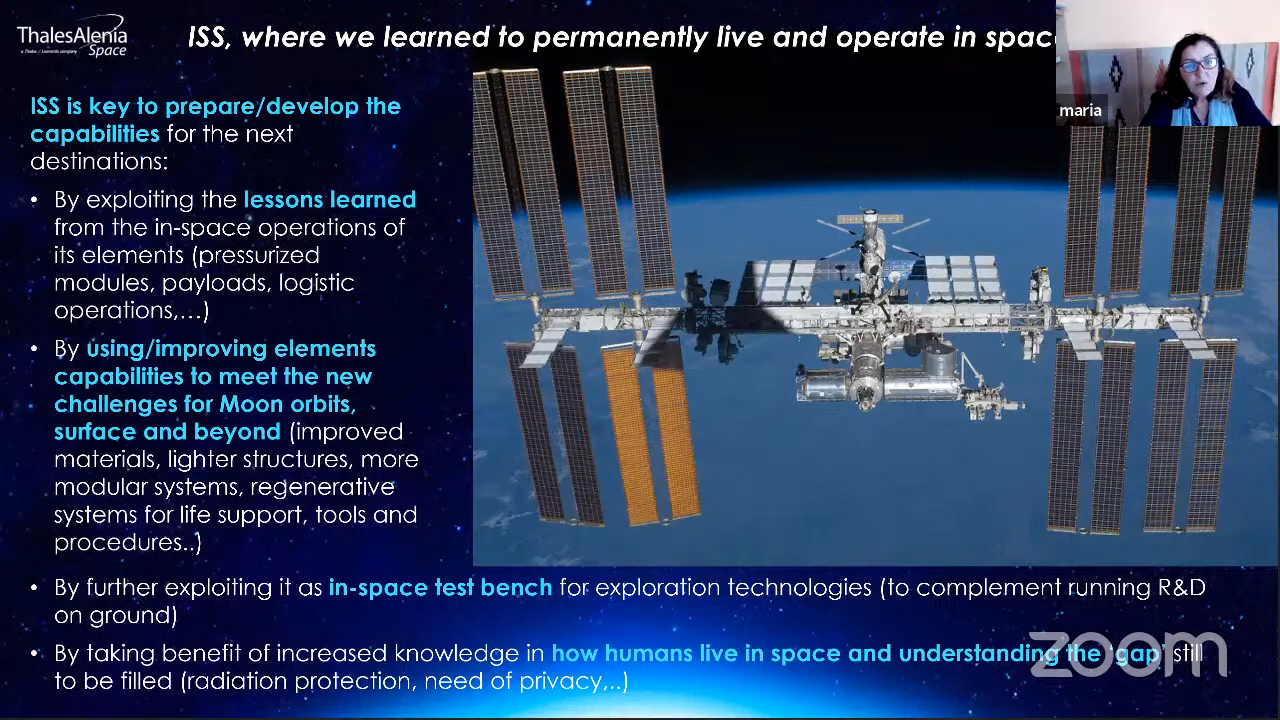 ThalesAlenia
a Thales / Leonardo company
Space
ISS, where we learned to permanently live and operate in spac
maria
ISS is key to prepare/develop the
capabilities for the next
destinations:
• By exploiting the lessons learned
from the in-space operations of
its elements (pressurized
modules, payloads, logistic
operations,…)
• By using/improving elements
capabilities to meet the new
challenges for Moon orbits,
surface and beyond (improved
materials, lighter structures, more
modular systems, regenerative
systems for life support, tools and
procedures..)
• By further exploiting it as in-space test bench for exploration technologies (to complement running R&D
on ground)
• By taking benefit of increased knowledge in how humans live in space and understanding the ‘gap’ still
to be filled (radiation protection, need of privacy,..)
zoom